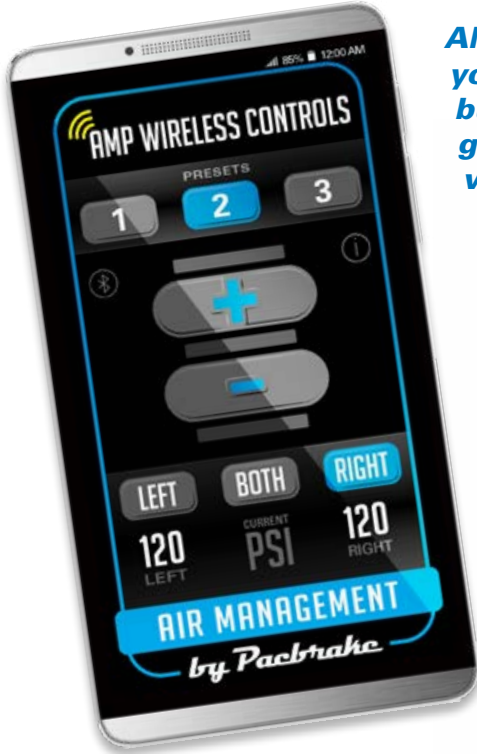 85% 12:00 AM
AMP WIRELESS CONTROLS
PRESETS
1 2 3
i
+
-
LEFT BOTH RIGHT
120 CURRENT 120
LEFT PSI RIGHT
AIR MANAGEMENT
by Pacbrake